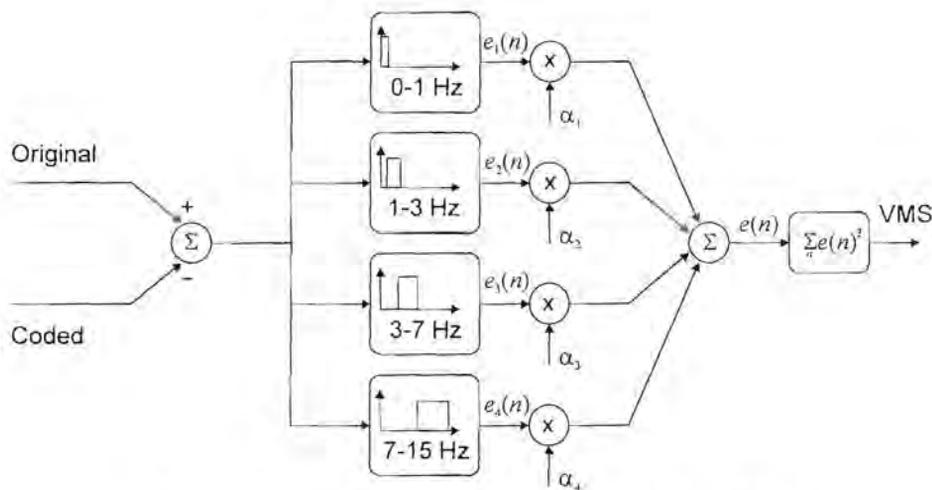 e₁(n)
0-1 Hz
x
α₁
Original
+
Σ
−
Coded
e₂(n)
1-3 Hz
x
α₂
e₃(n)
3-7 Hz
x
α₃
e₄(n)
7-15 Hz
x
α₄
Σ
e(n)
Σₙ e(n)²
VMS